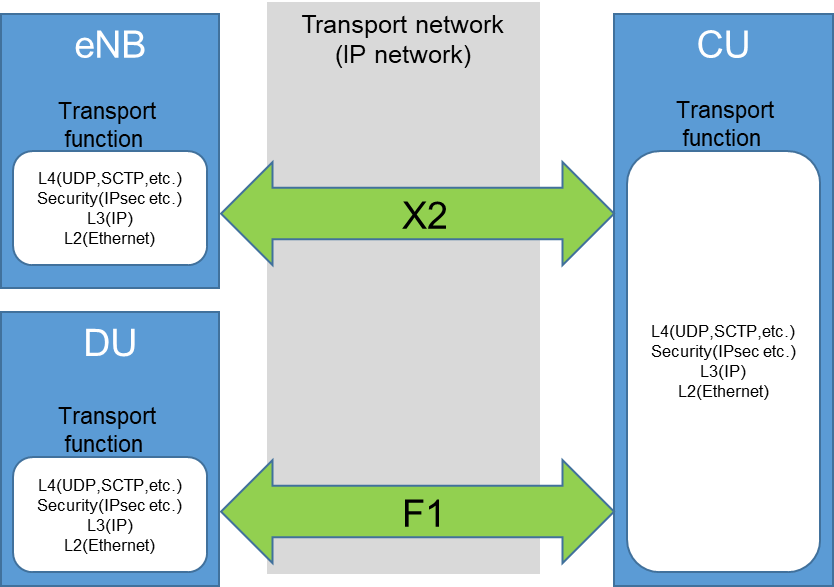 eNB
Transport
function
L4(UDP,SCTP,etc.)
Security(IPsec etc.)
L3(IP)
L2(Ethernet)
Transport network
(IP network)
CU
Transport
function
L4(UDP,SCTP,etc.)
Security(IPsec etc.)
L3(IP)
L2(Ethernet)
X2
DU
Transport
function
L4(UDP,SCTP,etc.)
Security(IPsec etc.)
L3(IP)
L2(Ethernet)
F1